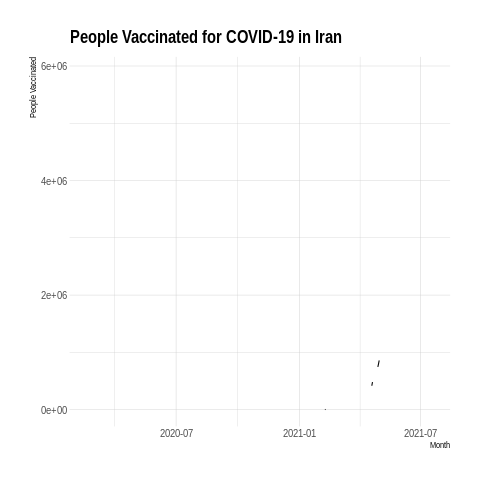 People Vaccinated for COVID-19 in Iran
People Vaccinated
6e+06
4e+06
2e+06
0e+00
2020-07
2021-01
2021-07
Month